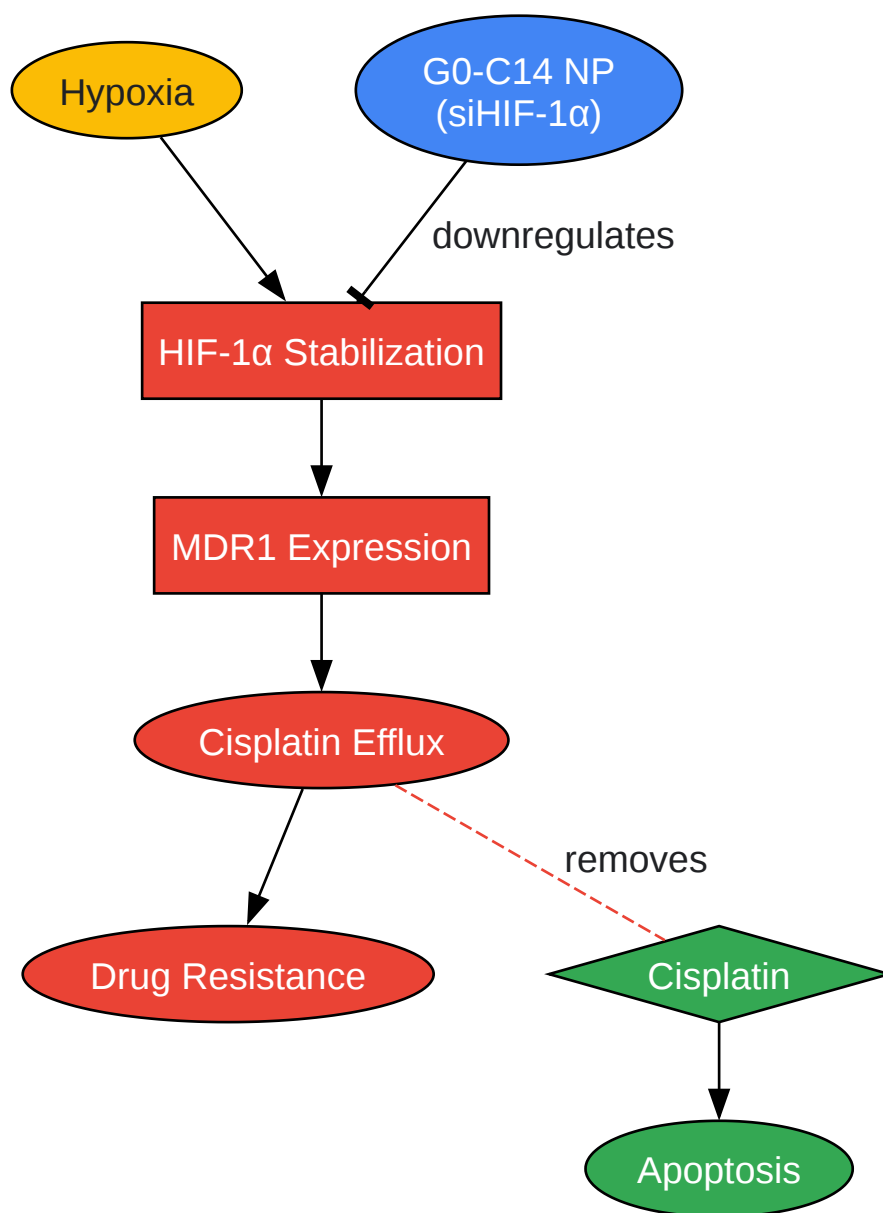 Hypoxia
G0-C14 NP
(siHIF-1α)
downregulates
HIF-1α Stabilization
MDR1 Expression
Cisplatin Efflux
removes
Drug Resistance
Cisplatin
Apoptosis